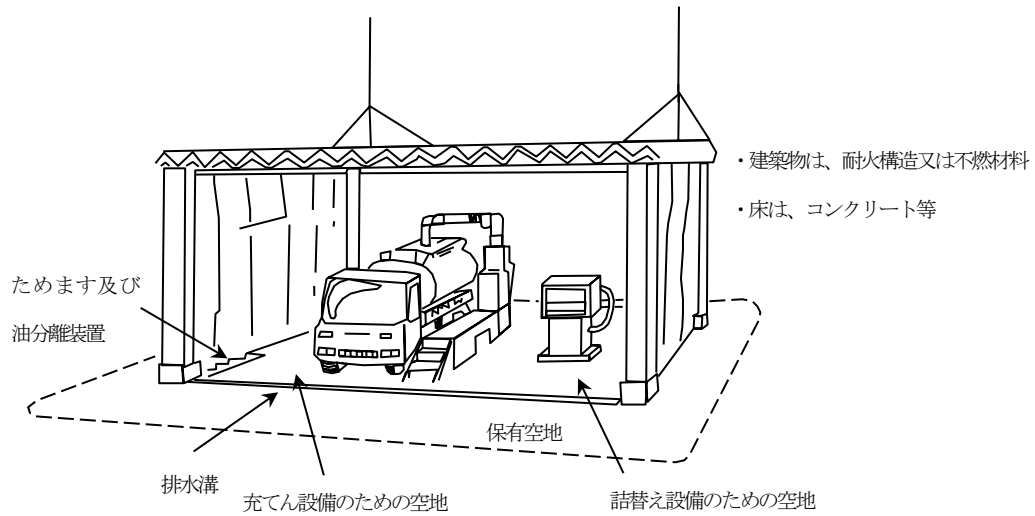 ・建築物は、耐火構造又は不燃材料
・床は、コンクリート等
ためます及び
油分離装置
保有空地
排水溝
充てん設備のための空地
詰替え設備のための空地